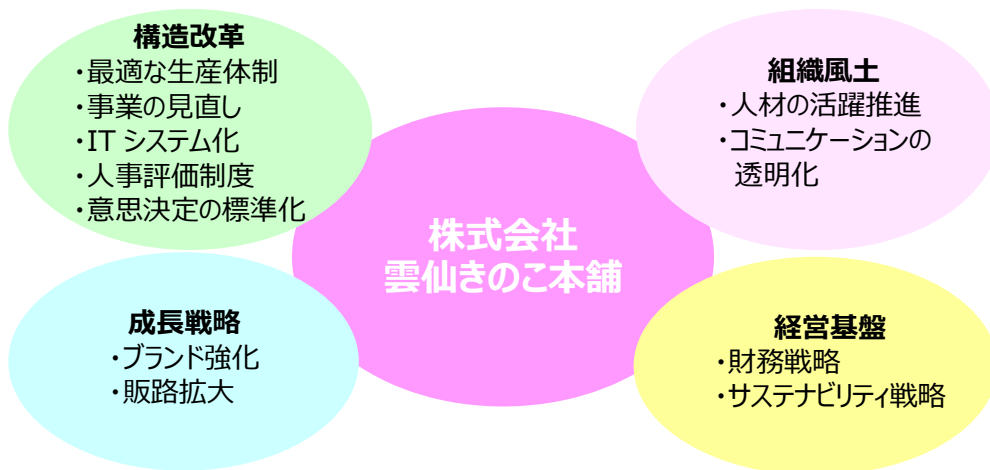 構造改革
・最適な生産体制
・事業の見直し
・IT システム化
・人事評価制度
・意思決定の標準化
組織風土
・人材の活躍推進
・コミュニケーションの
透明化
株式会社
雲仙きのこ本舗
成長戦略
・ブランド強化
・販路拡大
経営基盤
・財務戦略
・サステナビリティ戦略